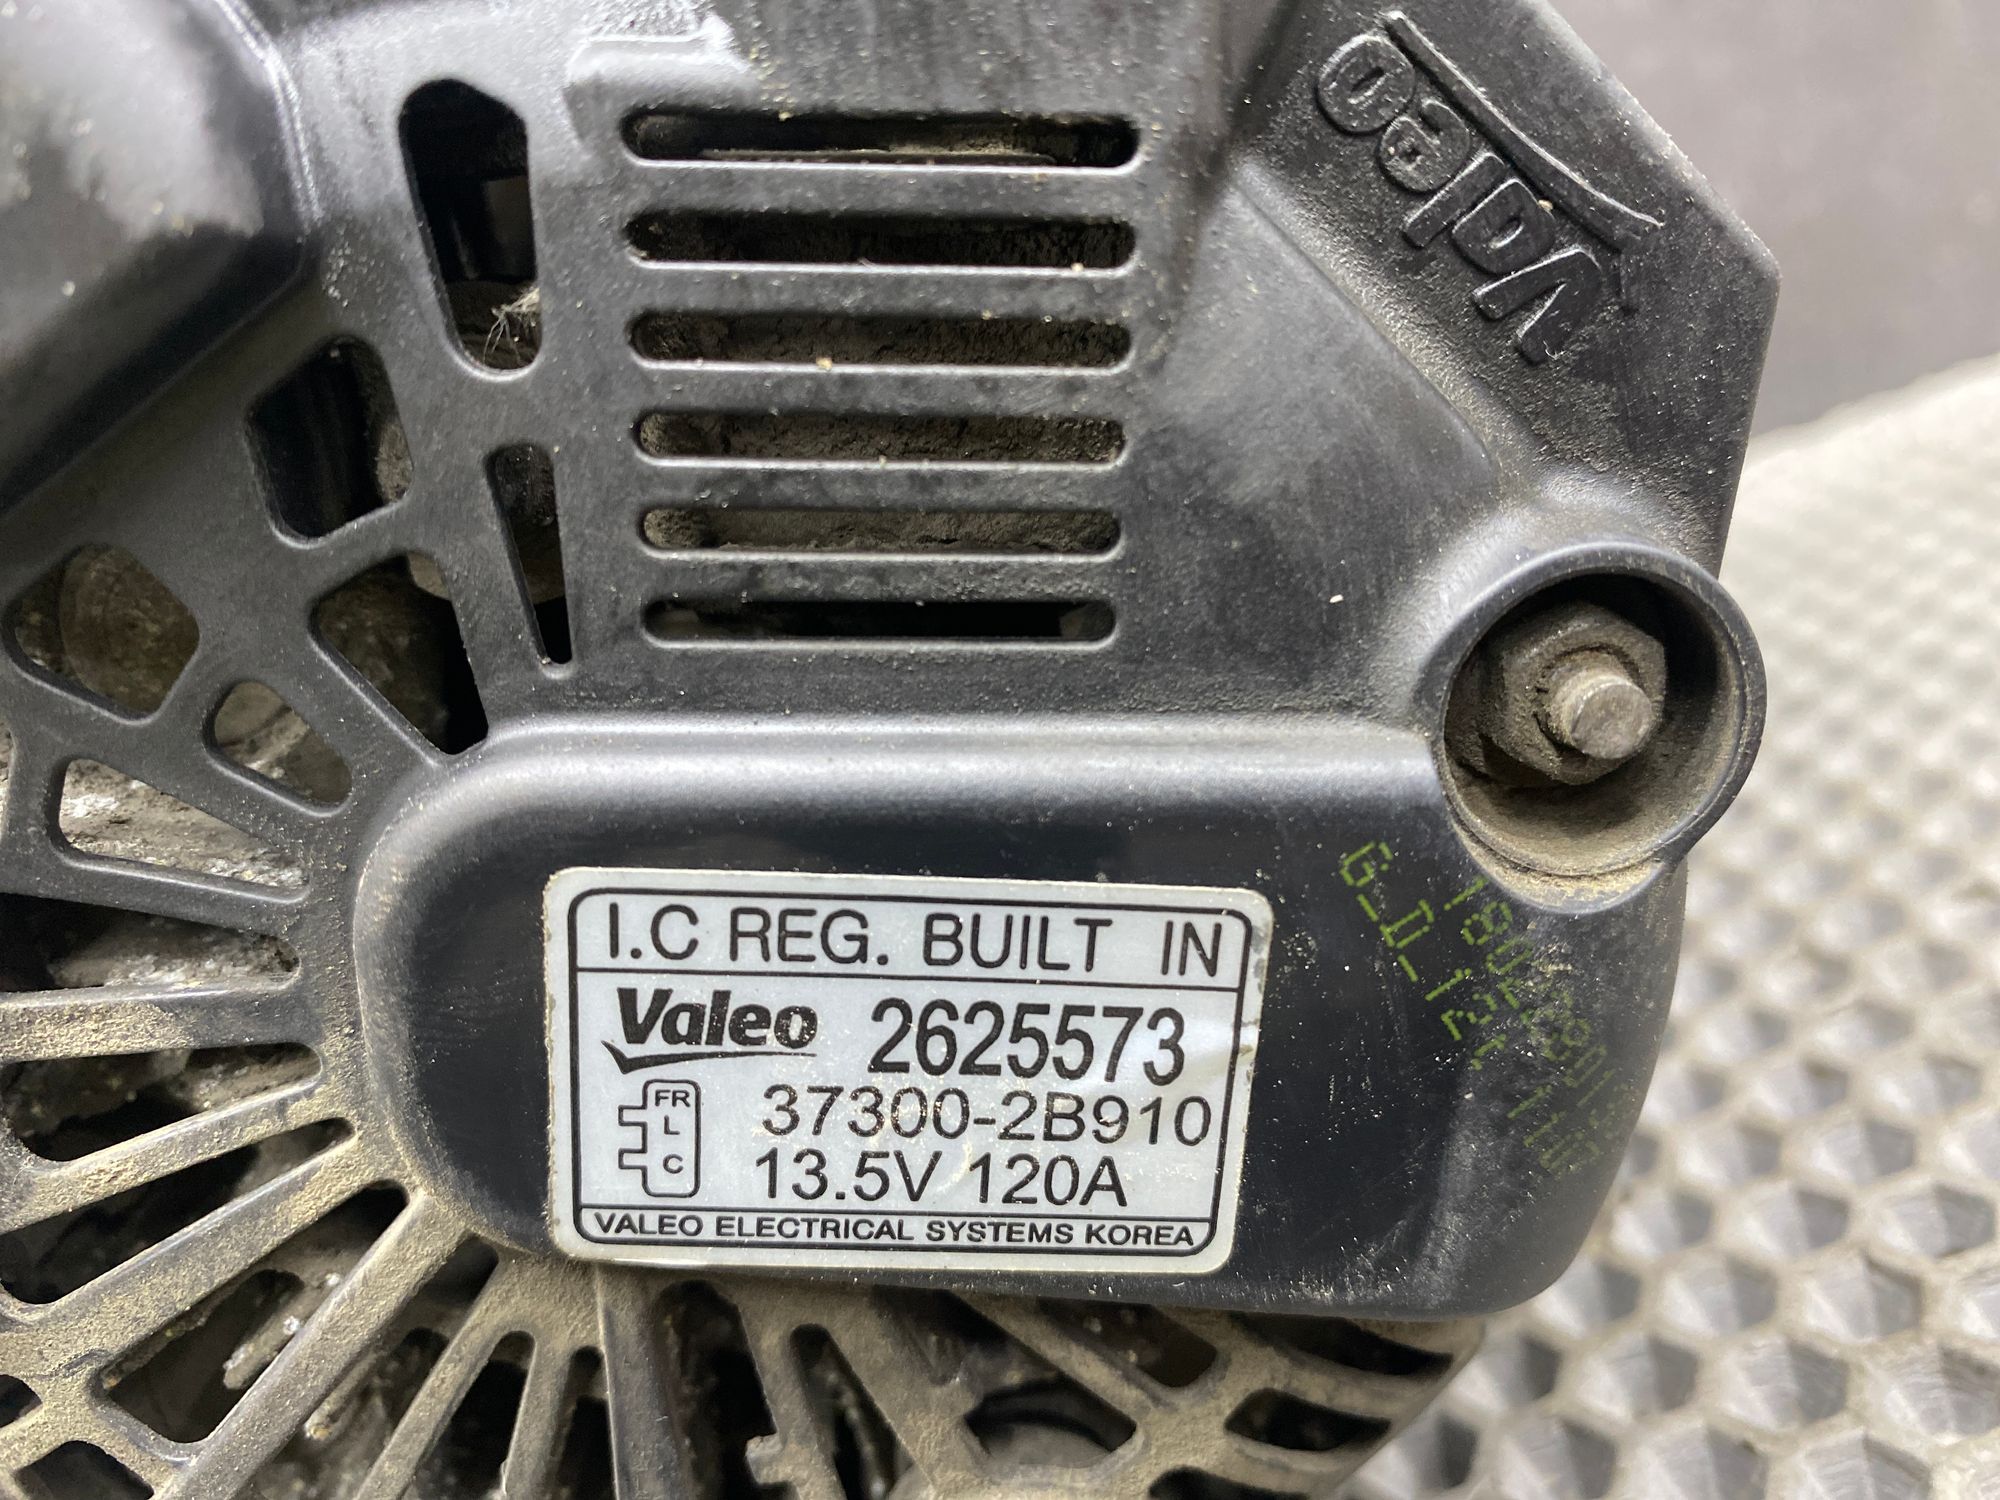 Valeo
I.C REG. BUILT IN
Valeo 2625573
FR
L
C
37300-2B910
13.5V 120A
VALEO ELECTRICAL SYSTEMS KOREA